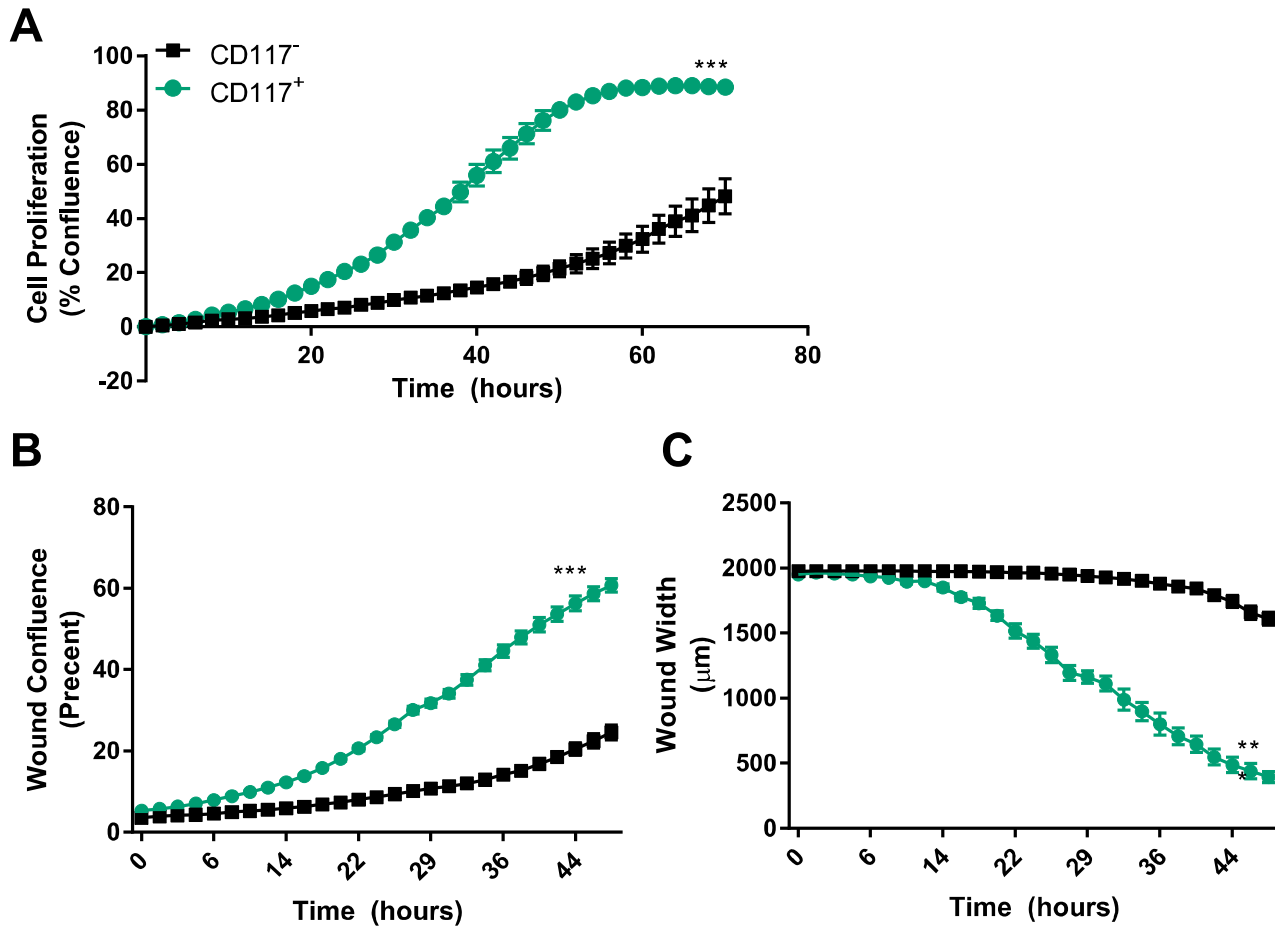 A
CD117-
CD117+
***
100
80
60
40
20
0
-20
20 40 60 80
Cell Proliferation
(% Confluence)
Time (hours)
B
80
60
40
20
0
***
0 6 14 22 29 36 44
Wound Confluence
(Precent)
Time (hours)
C
2500
2000
1500
1000
500
0
**
*
0 6 14 22 29 36 44
Wound Width
(μm)
Time (hours)